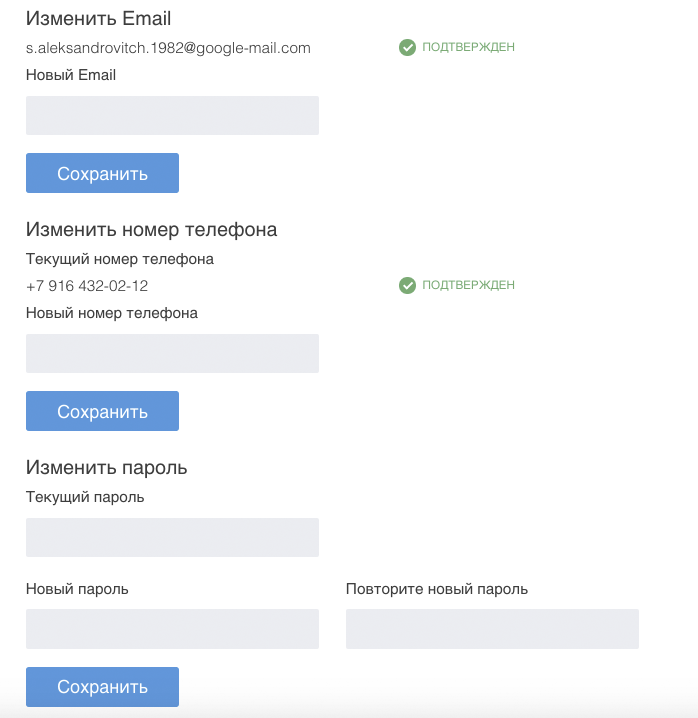 Изменить Email
s.aleksandrovitch.1982@google-mail.com ПОДТВЕРЖДЕН
Новый Email
Сохранить
Изменить номер телефона
Текущий номер телефона
+7 916 432-02-12 ПОДТВЕРЖДЕН
Новый номер телефона
Сохранить
Изменить пароль
Текущий пароль
Новый пароль Повторите новый пароль
Сохранить